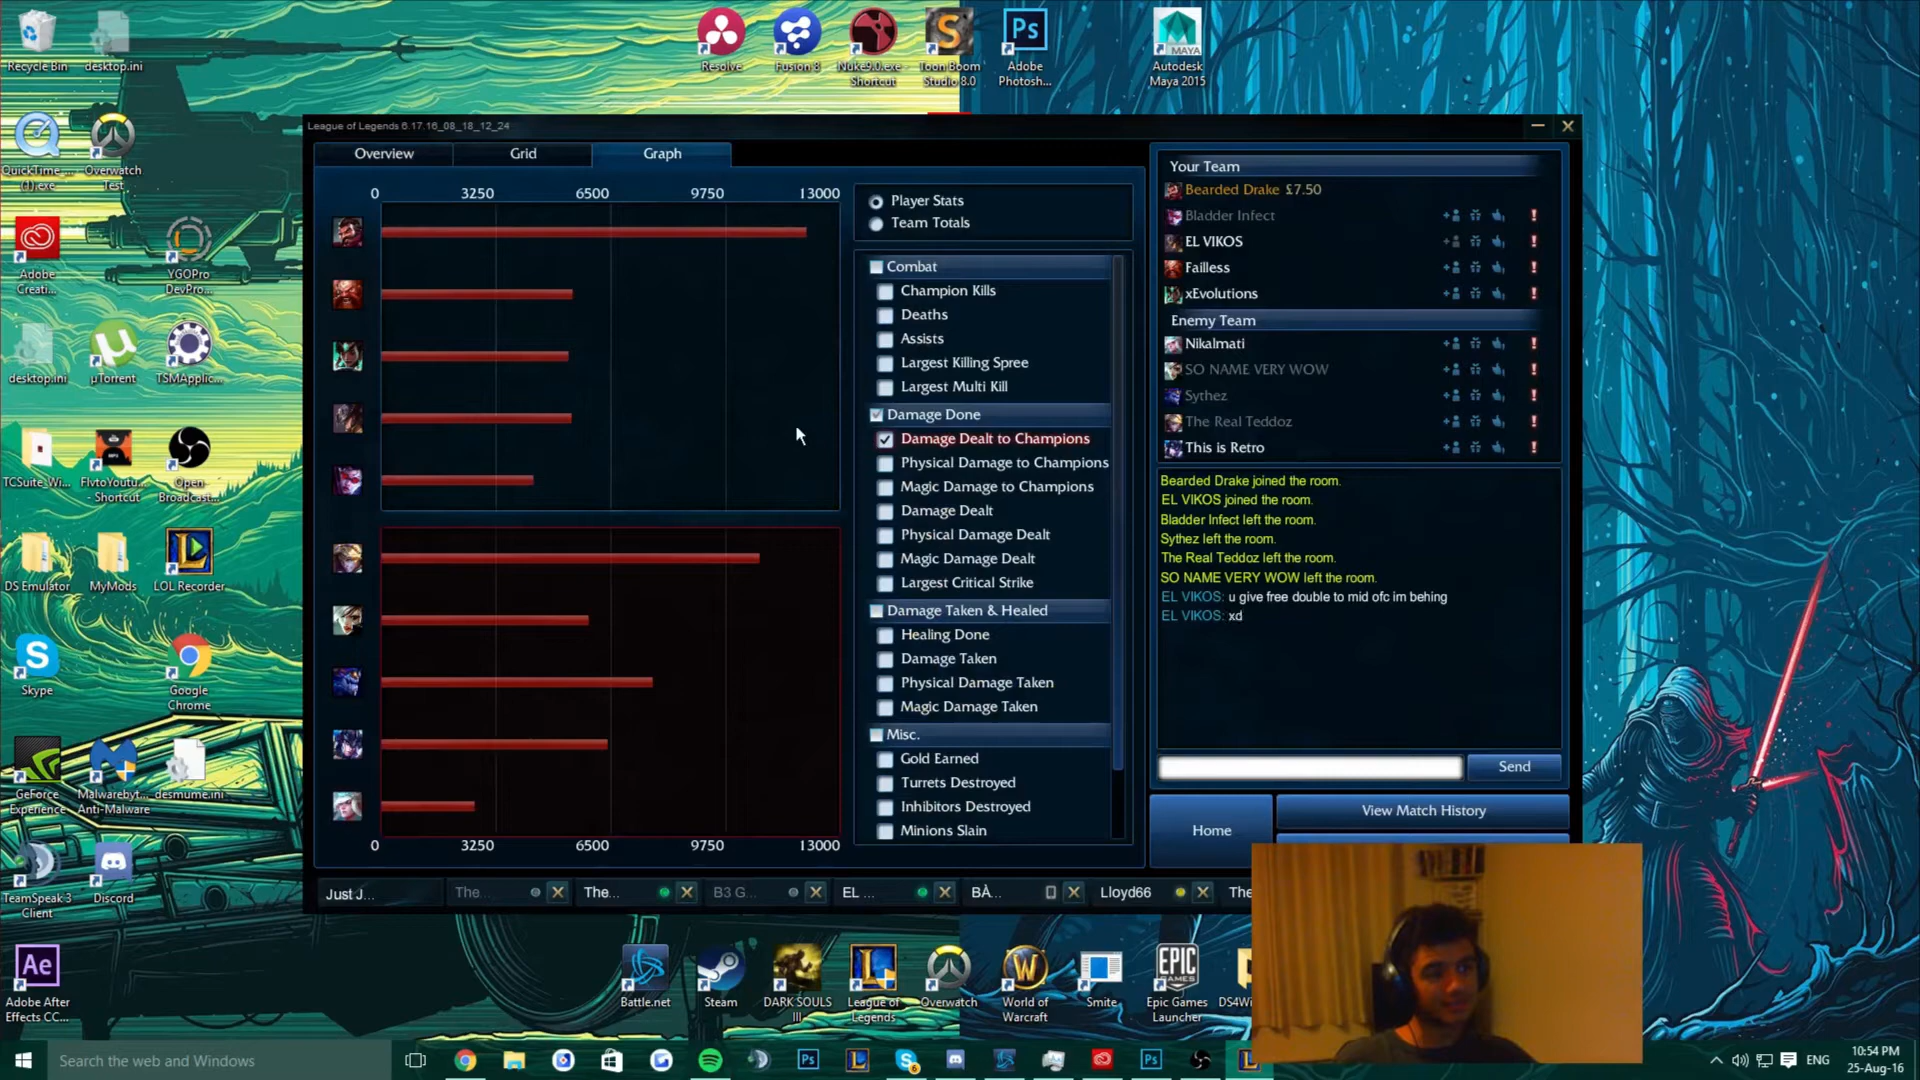 Recycle Bin
desktop.ini
Resolve
Fusion 8
Nuke9.0.exe - Shortcut
Toon Boom Studio 8.0
Ps
Adobe Photosh...
MAYA
Autodesk Maya 2015
QuickTime_... (1).exe
Overwatch Test
Adobe Creati...
YGOPro DevPro...
desktop.ini
µTorrent
TSMApplic...
TCSuite_Wi...
FlvtoYoutu... - Shortcut
Open Broadcast...
DS Emulator
MyMods
LOL Recorder
Skype
Google Chrome
GeForce Experience
Malwarebyt... Anti-Malware
desmume.ini
TeamSpeak 3 Client
Discord
Ae
Adobe After Effects CC...
League of Legends 6.17.16_08_18_12_24
Overview
Grid
Graph
0 3250 6500 9750 13000
0 3250 6500 9750 13000
Player Stats
Team Totals
Combat
Champion Kills
Deaths
Assists
Largest Killing Spree
Largest Multi Kill
Damage Done
Damage Dealt to Champions
Physical Damage to Champions
Magic Damage to Champions
Damage Dealt
Physical Damage Dealt
Magic Damage Dealt
Largest Critical Strike
Damage Taken & Healed
Healing Done
Damage Taken
Physical Damage Taken
Magic Damage Taken
Misc.
Gold Earned
Turrets Destroyed
Inhibitors Destroyed
Minions Slain
Your Team
Bearded Drake £7.50
Bladder Infect
EL VIKOS
Failless
xEvolutions
Enemy Team
Nikalmati
SO NAME VERY WOW
Sythez
The Real Teddoz
This is Retro
Bearded Drake joined the room.
EL VIKOS joined the room.
Bladder Infect left the room.
Sythez left the room.
The Real Teddoz left the room.
SO NAME VERY WOW left the room.
EL VIKOS: u give free double to mid ofc im behing
EL VIKOS: xd
Send
Home
View Match History
Just J...
The...
The...
B3 G...
EL ...
BÀ...
Lloyd66
The
Battle.net
Steam
DARK SOULS III
League of Legends
Overwatch
World of Warcraft
Smite
EPIC GAMES
Epic Games Launcher
DS4Wi
Search the web and Windows
ENG
10:54 PM
25-Aug-16